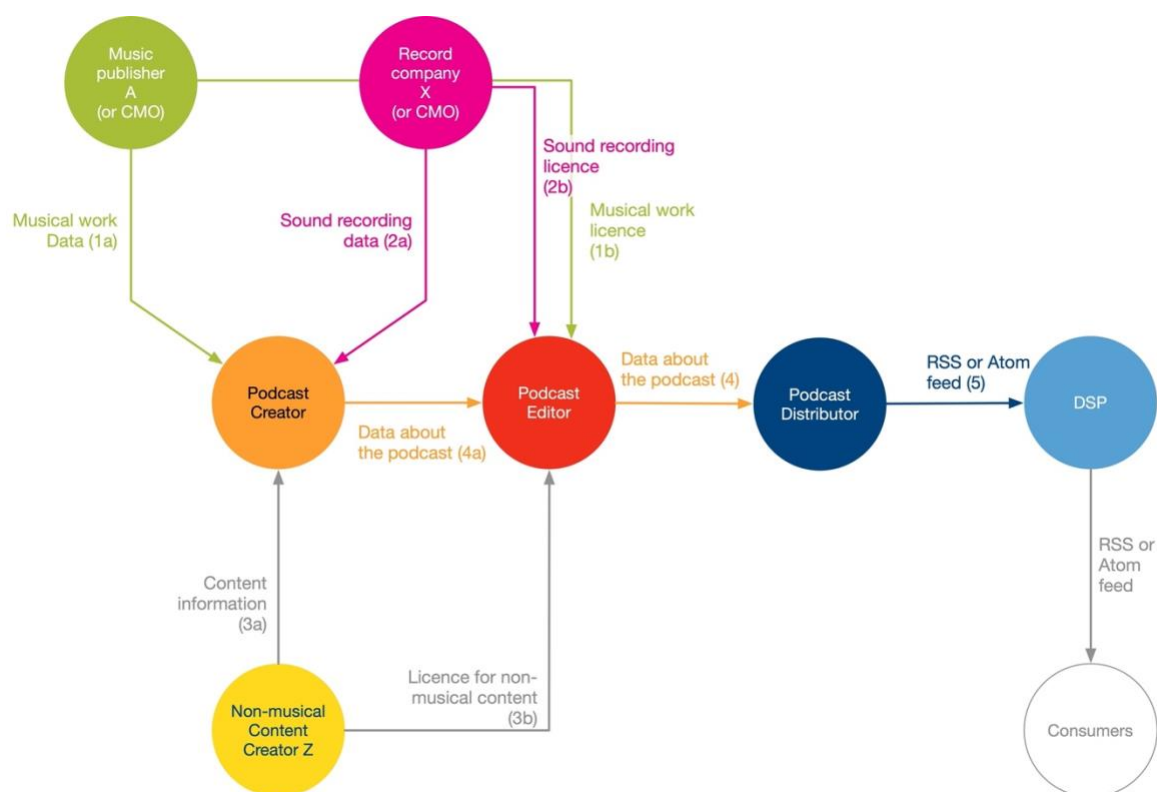 Music
publisher
A
(or CMO)
Record
company
X
(or CMO)
Sound recording
licence
(2b)
Musical work
Data (1a)
Sound recording
data (2a)
Musical work
licence
(1b)
Podcast
Creator
Data about
the podcast (4a)
Podcast
Editor
Data about
the podcast (4)
Podcast
Distributor
RSS or Atom
feed (5)
DSP
RSS or
Atom
feed
Content
information
(3a)
Licence for non-
musical content
(3b)
Non-musical
Content
Creator Z
Consumers